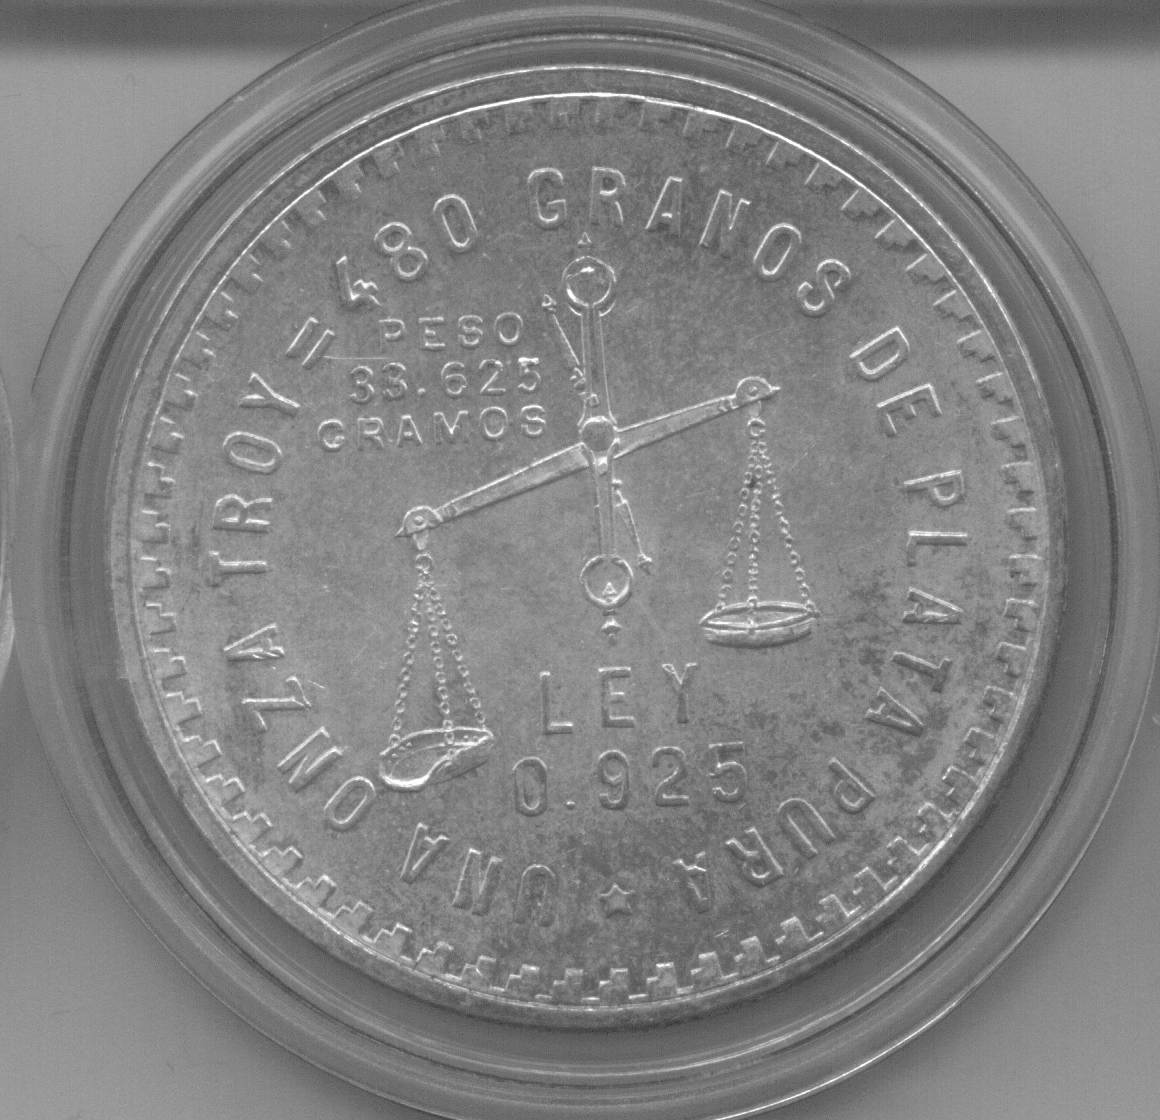 UNA ONZA TROY = 480 GRANOS DE PLATA PURA
PESO
33.625
GRAMOS
LEY
0.925